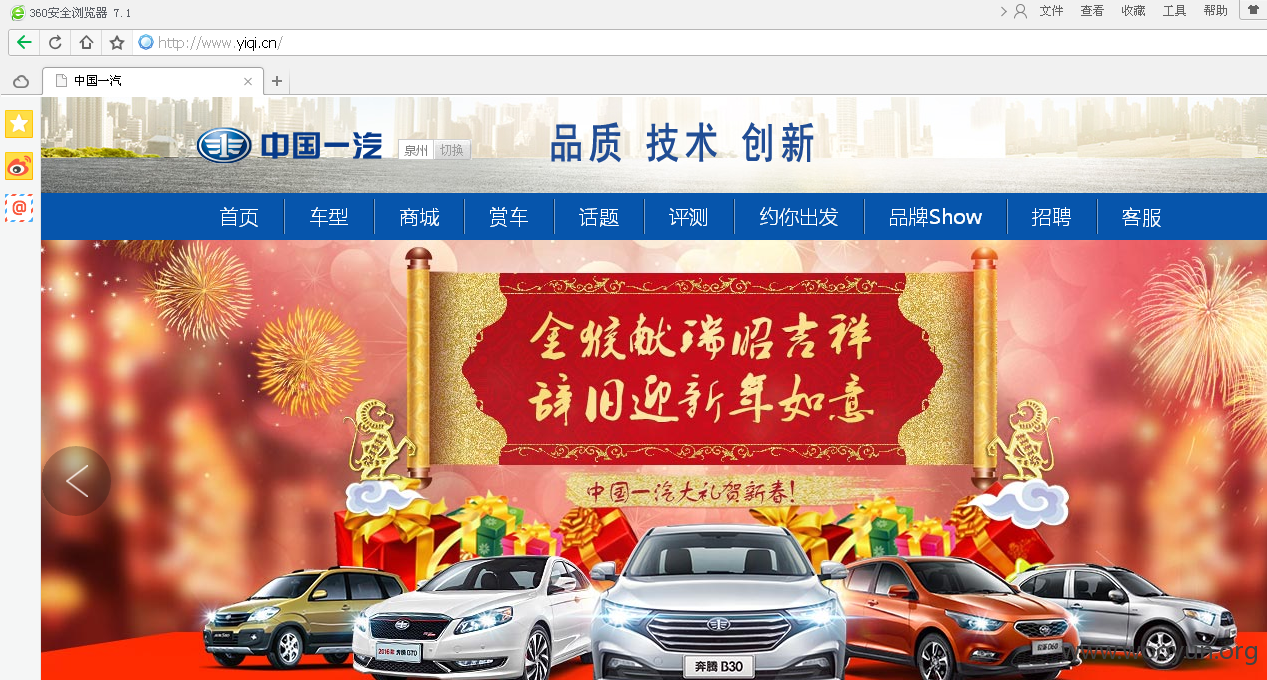 360安全浏览器 7.1
文件 查看 收藏 工具 帮助
http://www.yiqi.cn/
中国一汽
中国一汽 泉州 切换 品质 技术 创新
首页 车型 商城 赏车 话题 评测 约你出发 品牌Show 招聘 客服
金猴献瑞昭吉祥
辞旧迎新年如意
中国一汽大礼贺新春!
2016款 奔腾 B70
奔腾 B30
www.wooyun.org